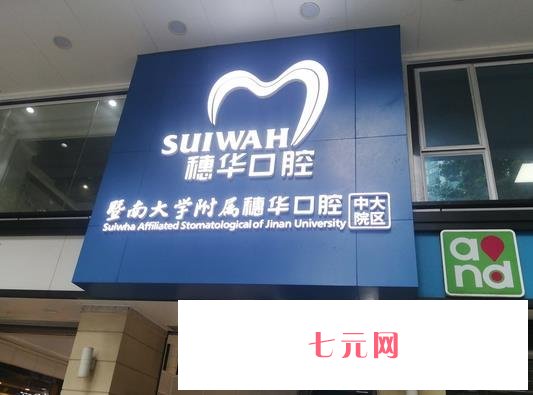 SUIWAH
穗华口腔
暨南大学附属穗华口腔 中大院区
Suiwha Affiliated Stomatological of Jinan University
and
七元网